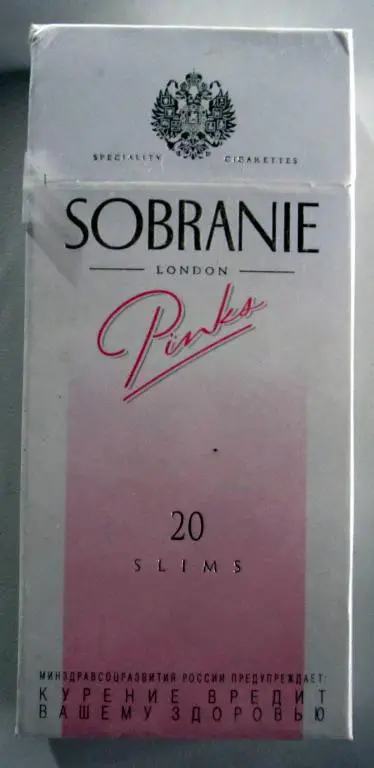 SPECIALITY CIGARETTES
SOBRANIE
LONDON
Pinks
20
SLIMS
МИНЗДРАВСОЦРАЗВИТИЯ РОССИИ ПРЕДУПРЕЖДАЕТ:
КУРЕНИЕ ВРЕДИТ
ВАШЕМУ ЗДОРОВЬЮ